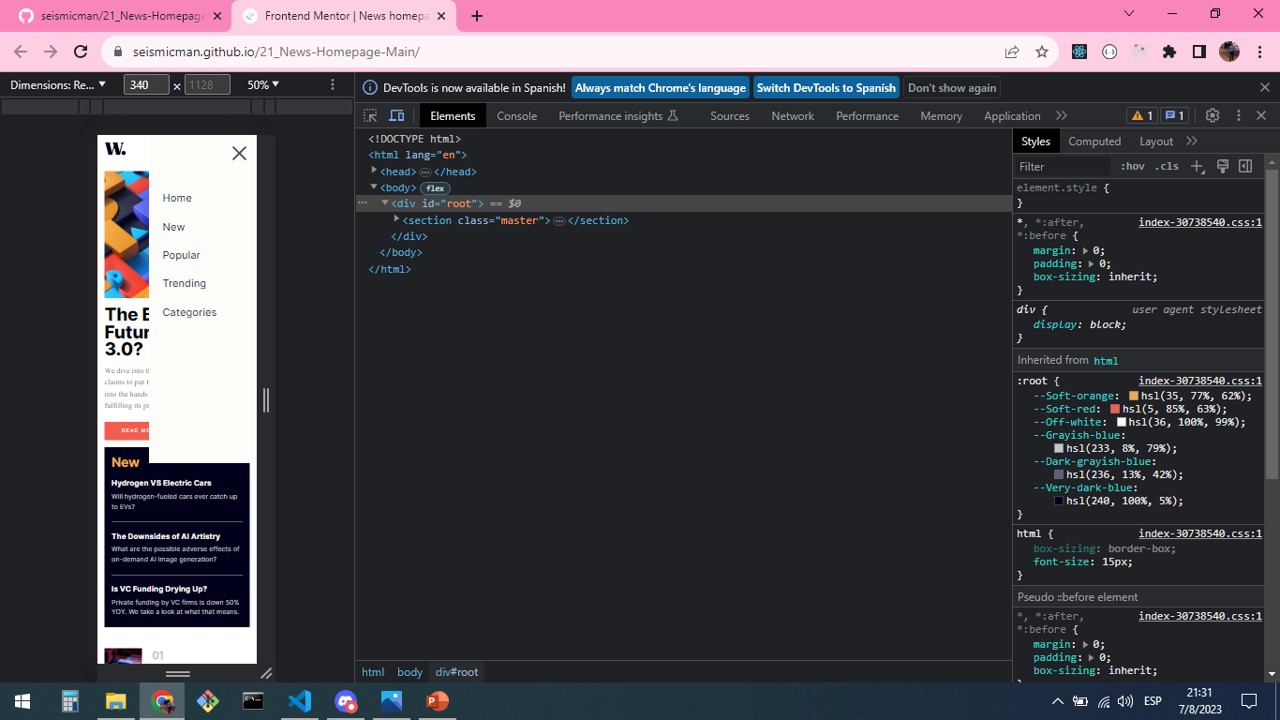 seismicman/21_News-Homepage
Frontend Mentor | News homepa
seismicman.github.io/21_News-Homepage-Main/
Dimensions: Re... 340 × 1128 50%
DevTools is now available in Spanish! Always match Chrome's language Switch DevTools to Spanish Don't show again
Elements Console Performance insights Sources Network Performance Memory Application 1 1
W.
Home
New
Popular
Trending
Categories
The E
Futur
3.0?
We dive into th
claims to put t
into the hands
fulfilling its pr
READ MO
New
Hydrogen VS Electric Cars
Will hydrogen-fueled cars ever catch up
to EVs?
The Downsides of AI Artistry
What are the possible adverse effects of
on-demand AI image generation?
Is VC Funding Drying Up?
Private funding by VC firms is down 50%
YOY. We take a look at what that means.
01
<!DOCTYPE html>
<html lang="en">
<head>…</head>
<body> flex
<div id="root"> == $0
<section class="master">…</section>
</div>
</body>
</html>
html body div#root
Styles Computed Layout
Filter :hov .cls
element.style {
}
*, *:after, index-30738540.css:1
*:before {
margin: 0;
padding: 0;
box-sizing: inherit;
}
div { user agent stylesheet
display: block;
}
Inherited from html
:root { index-30738540.css:1
--Soft-orange: hsl(35, 77%, 62%);
--Soft-red: hsl(5, 85%, 63%);
--Off-white: hsl(36, 100%, 99%);
--Grayish-blue:
hsl(233, 8%, 79%);
--Dark-grayish-blue:
hsl(236, 13%, 42%);
--Very-dark-blue:
hsl(240, 100%, 5%);
}
html { index-30738540.css:1
box-sizing: border-box;
font-size: 15px;
}
Pseudo ::before element
*, *:after, index-30738540.css:1
*:before {
margin: 0;
padding: 0;
box-sizing: inherit;
ESP
21:31
7/8/2023